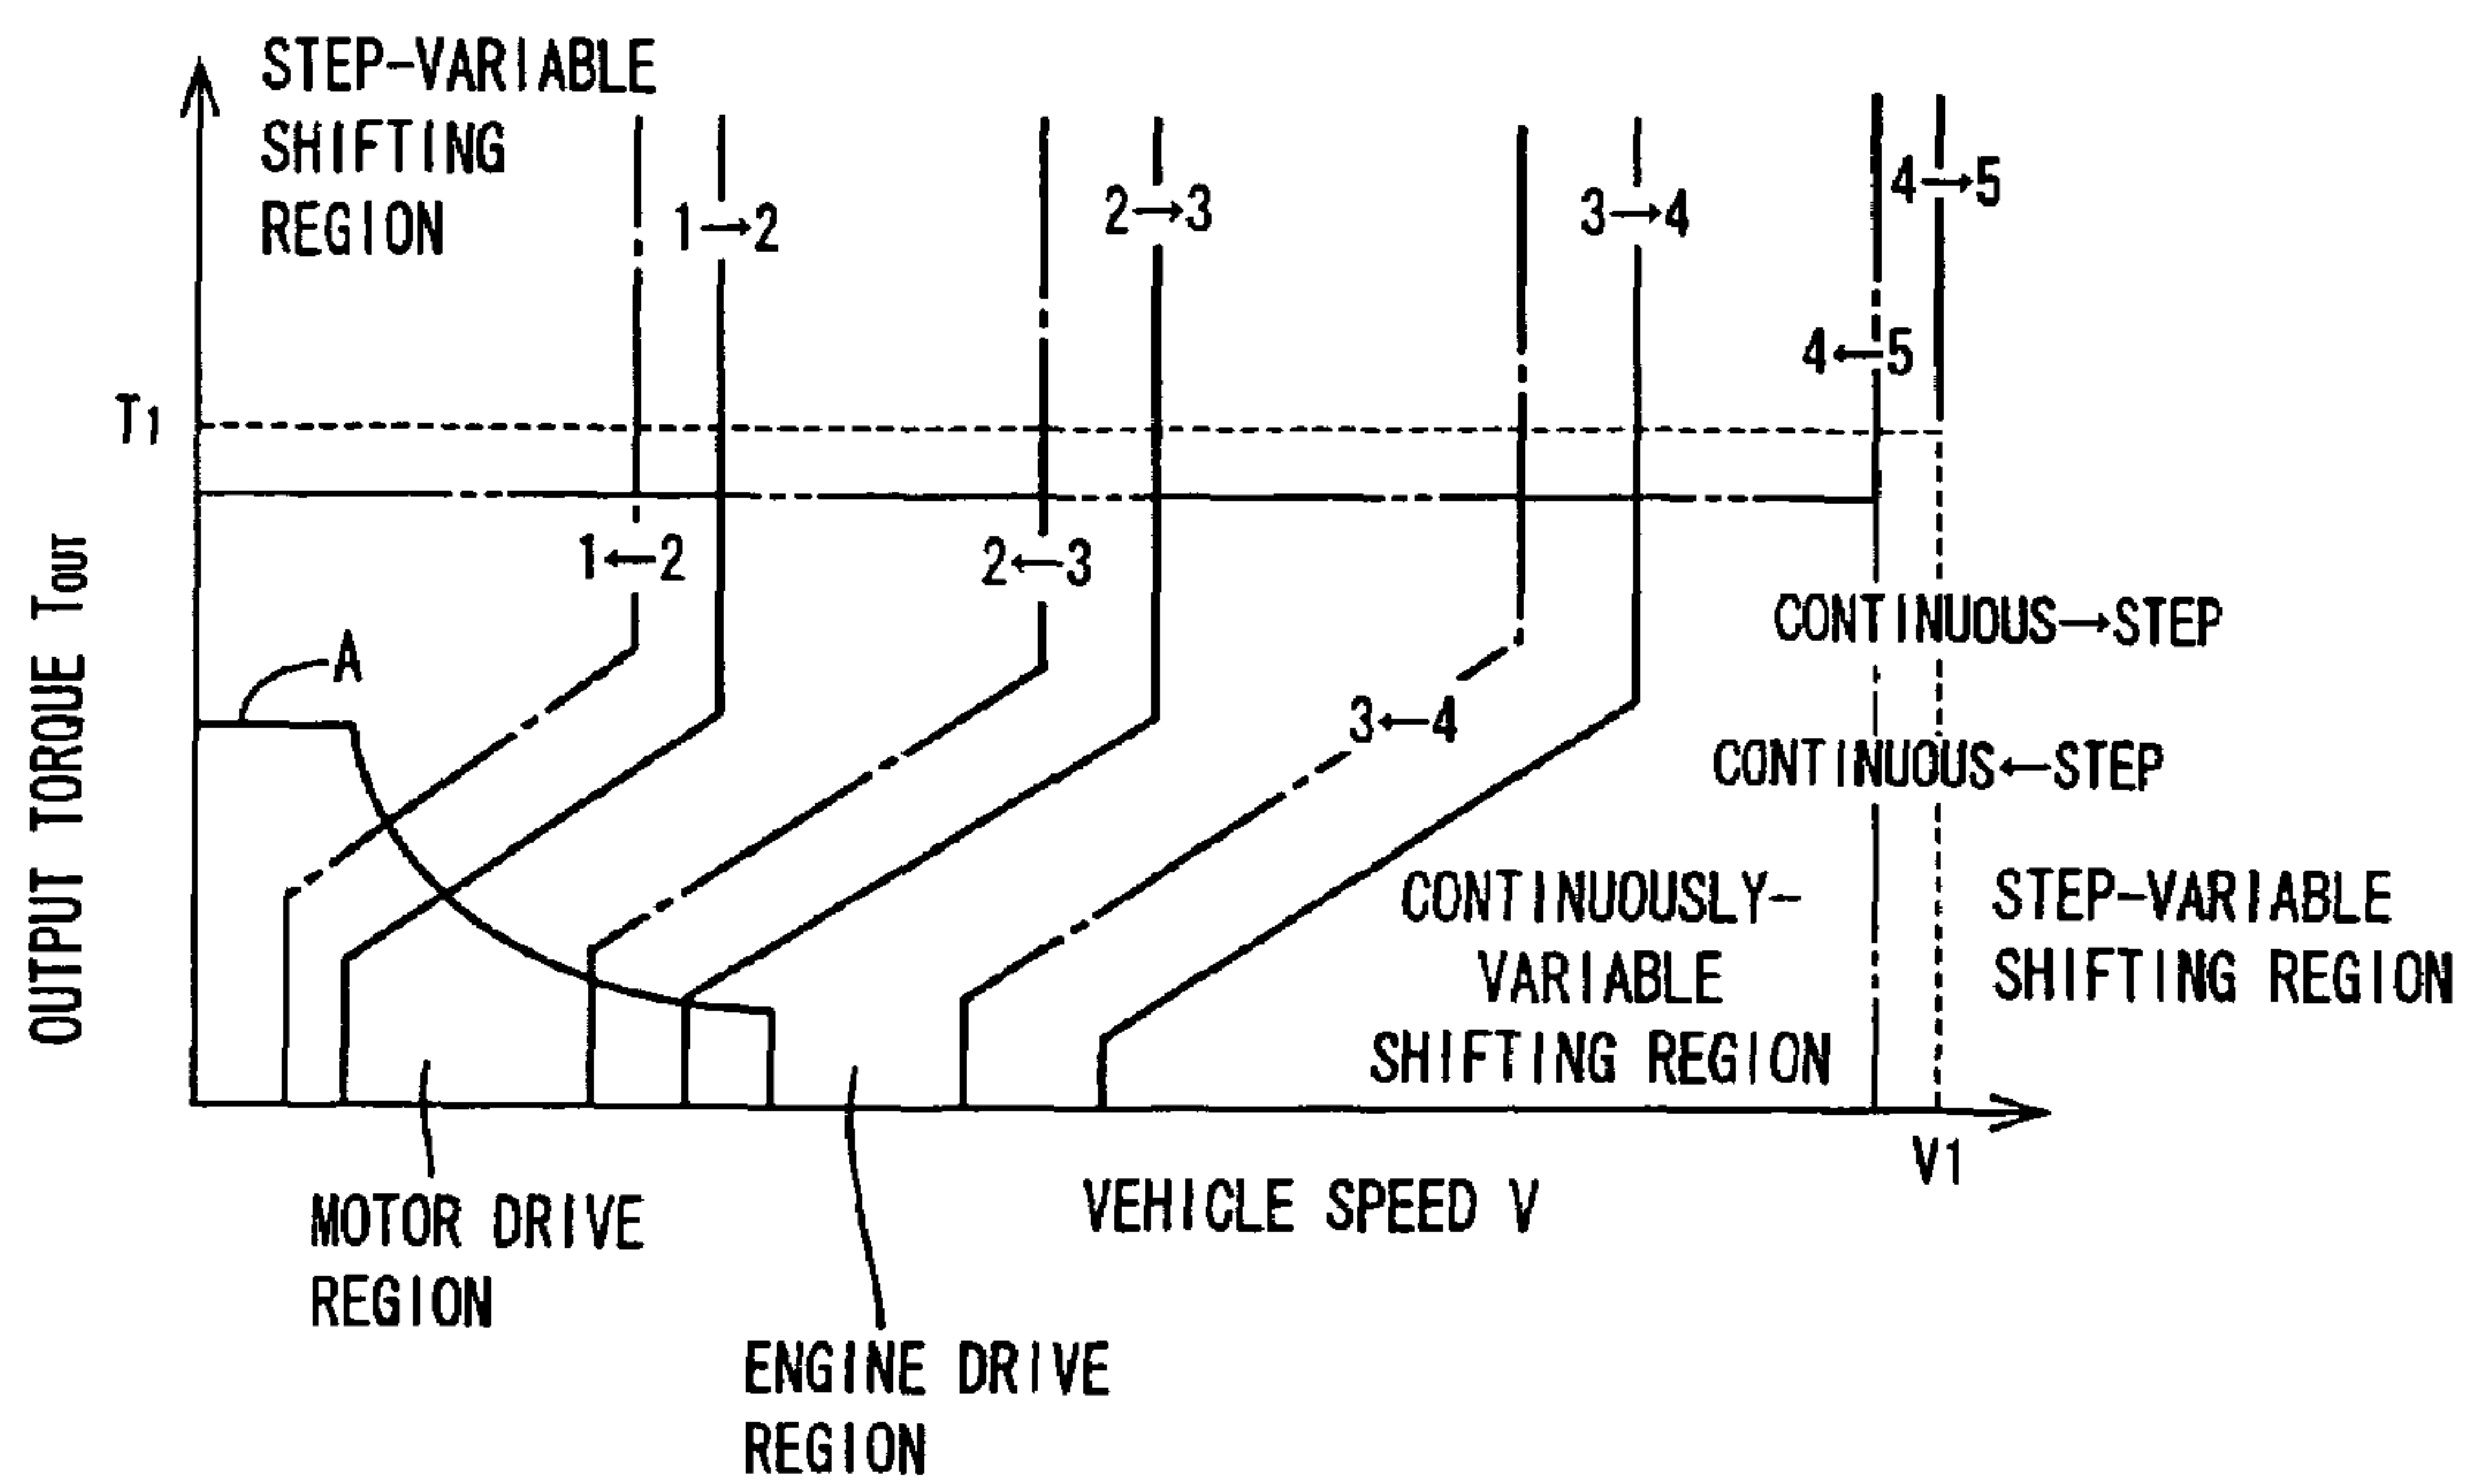 STEP-VARIABLE
SHIFTING
REGION
1→2
2→3
3→4
4→5
4←5
T1
1←2
2←3
CONTINUOUS→STEP
A
3←4
CONTINUOUS←STEP
OUTPUT TORQUE TOUT
CONTINUOUSLY-
VARIABLE
SHIFTING REGION
STEP-VARIABLE
SHIFTING REGION
V1
MOTOR DRIVE
REGION
VEHICLE SPEED V
ENGINE DRIVE
REGION